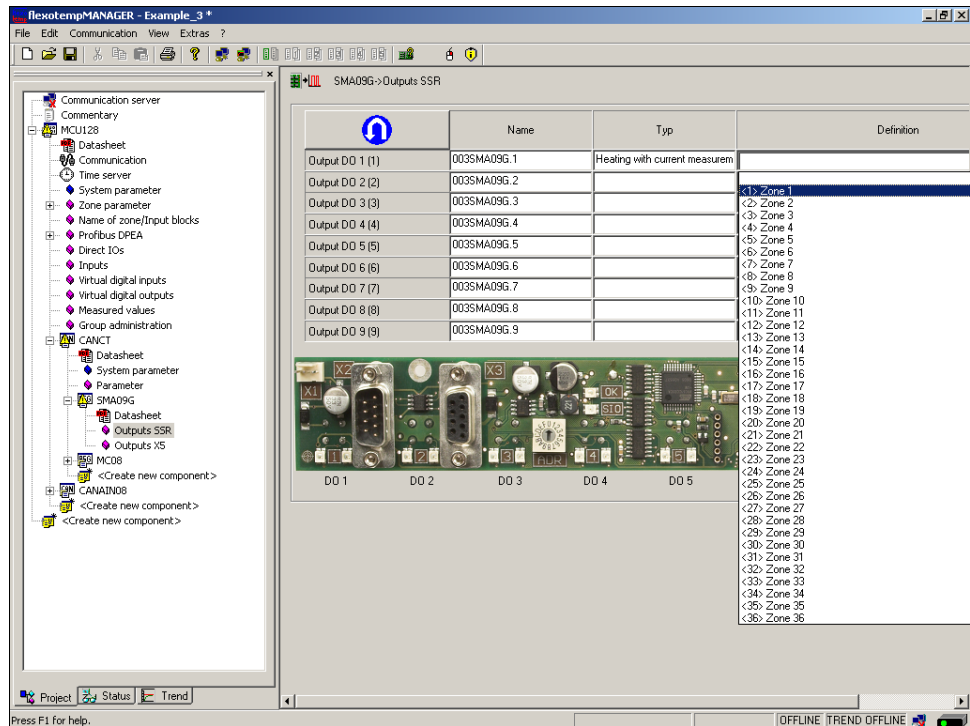 flexotempMANAGER - Example_3 *
File Edit Communication View Extras ?
SMA09G->Outputs SSR
Communication server
Commentary
MCU128
Datasheet
Communication
Time server
System parameter
Zone parameter
Name of zone/Input blocks
Profibus DPEA
Direct IOs
Inputs
Virtual digital inputs
Virtual digital outputs
Measured values
Group administration
CANCT
Datasheet
System parameter
Parameter
SMA09G
Datasheet
Outputs SSR
Outputs X5
MC08
<Create new component>
CANAIN08
<Create new component>
<Create new component>
Name Typ Definition
Output DO 1 (1) 003SMA09G.1 Heating with current measurem
Output DO 2 (2) 003SMA09G.2
Output DO 3 (3) 003SMA09G.3
Output DO 4 (4) 003SMA09G.4
Output DO 5 (5) 003SMA09G.5
Output DO 6 (6) 003SMA09G.6
Output DO 7 (7) 003SMA09G.7
Output DO 8 (8) 003SMA09G.8
Output DO 9 (9) 003SMA09G.9
<1> Zone 1
<2> Zone 2
<3> Zone 3
<4> Zone 4
<5> Zone 5
<6> Zone 6
<7> Zone 7
<8> Zone 8
<9> Zone 9
<10> Zone 10
<11> Zone 11
<12> Zone 12
<13> Zone 13
<14> Zone 14
<15> Zone 15
<16> Zone 16
<17> Zone 17
<18> Zone 18
<19> Zone 19
<20> Zone 20
<21> Zone 21
<22> Zone 22
<23> Zone 23
<24> Zone 24
<25> Zone 25
<26> Zone 26
<27> Zone 27
<28> Zone 28
<29> Zone 29
<30> Zone 30
<31> Zone 31
<32> Zone 32
<33> Zone 33
<34> Zone 34
<35> Zone 35
<36> Zone 36
X2 X3
X1 OK
SIO
1 2 3 ADR 4 5
DO 1 DO 2 DO 3 DO 4 DO 5
Project Status Trend
Press F1 for help. OFFLINE TREND OFFLINE